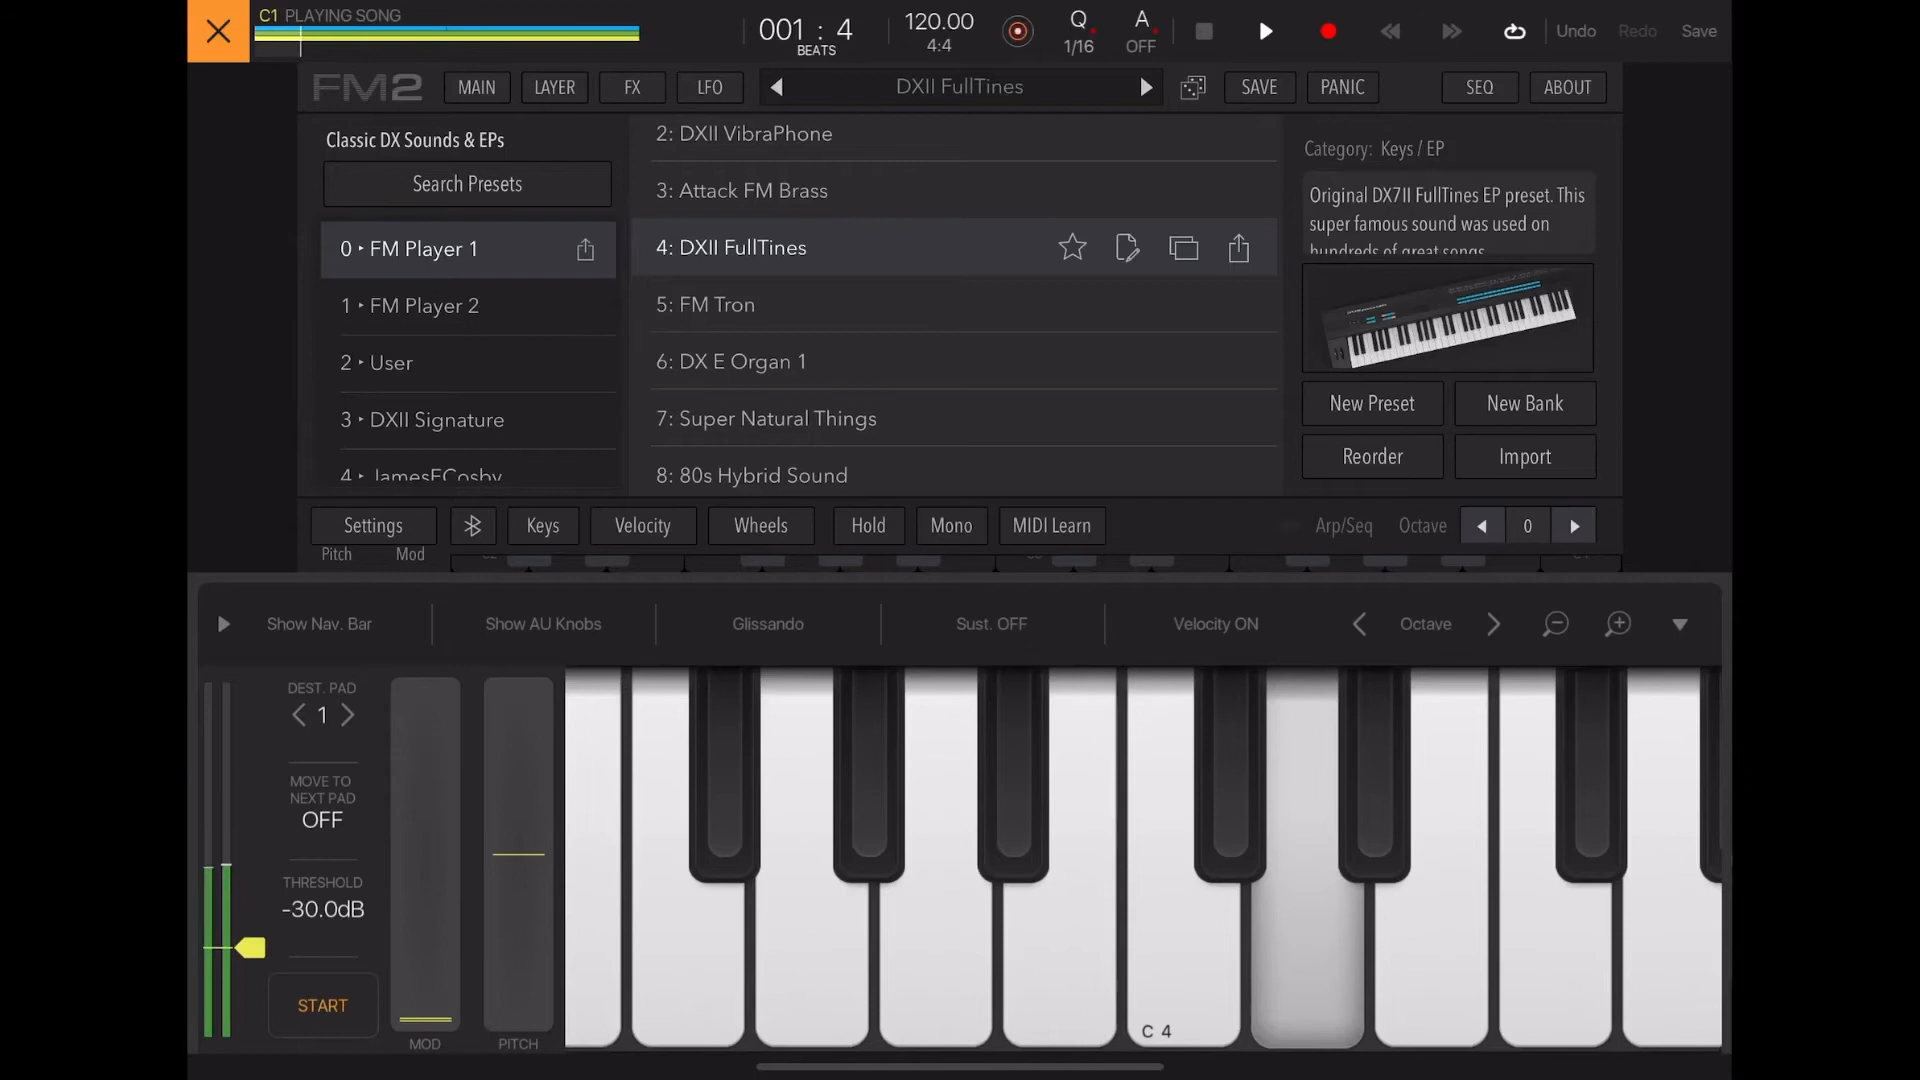 C1 PLAYING SONG
001 : 4
BEATS
120.00
4:4
Q
1/16
A
OFF
Undo
Redo
Save
FM2
MAIN
LAYER
FX
LFO
DXII FullTines
SAVE
PANIC
SEQ
ABOUT
Classic DX Sounds & EPs
Search Presets
0 ‣ FM Player 1
1 ‣ FM Player 2
2 ‣ User
3 ‣ DXII Signature
4 ‣ JamesECosby
2: DXII VibraPhone
3: Attack FM Brass
4: DXII FullTines
5: FM Tron
6: DX E Organ 1
7: Super Natural Things
8: 80s Hybrid Sound
Category: Keys / EP
Original DX7II FullTines EP preset. This
super famous sound was used on
hundreds of great songs
New Preset
New Bank
Reorder
Import
Settings
Keys
Velocity
Wheels
Hold
Mono
MIDI Learn
Arp/Seq
Octave
0
Pitch
Mod
Show Nav. Bar
Show AU Knobs
Glissando
Sust. OFF
Velocity ON
Octave
DEST. PAD
1
MOVE TO
NEXT PAD
OFF
THRESHOLD
-30.0dB
START
MOD
PITCH
C 4